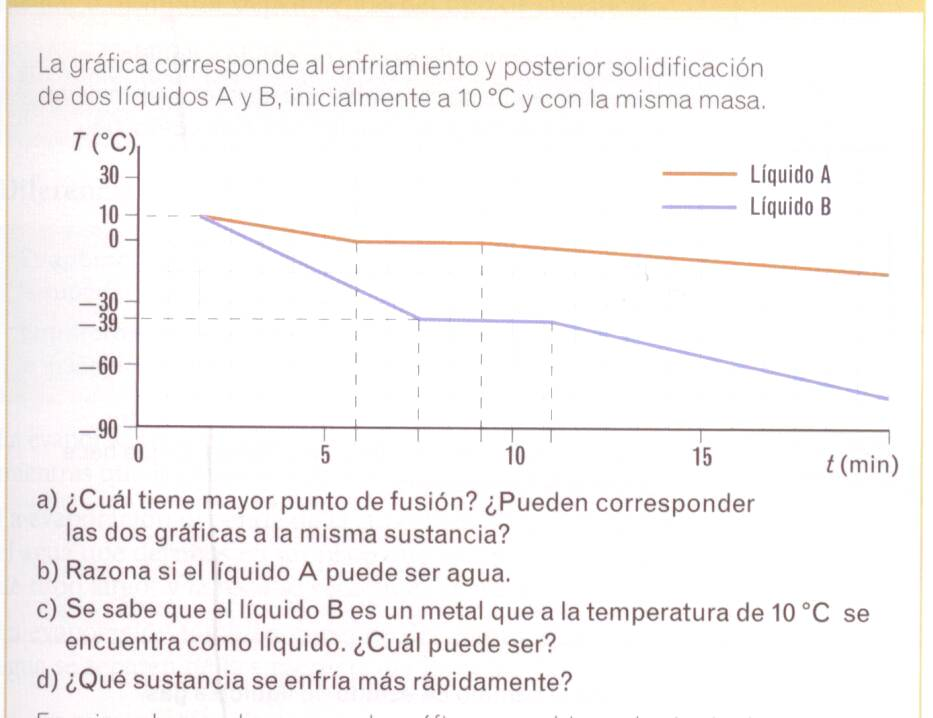 La gráfica corresponde al enfriamiento y posterior solidificación
de dos líquidos A y B, inicialmente a 10 °C y con la misma masa.
T (°C)
30
10
0
—30
—39
—60
—90
Líquido A
Líquido B
0 5 10 15
t (min)
a) ¿Cuál tiene mayor punto de fusión? ¿Pueden corresponder
las dos gráficas a la misma sustancia?
b) Razona si el líquido A puede ser agua.
c) Se sabe que el líquido B es un metal que a la temperatura de 10 °C se
encuentra como líquido. ¿Cuál puede ser?
d) ¿Qué sustancia se enfría más rápidamente?